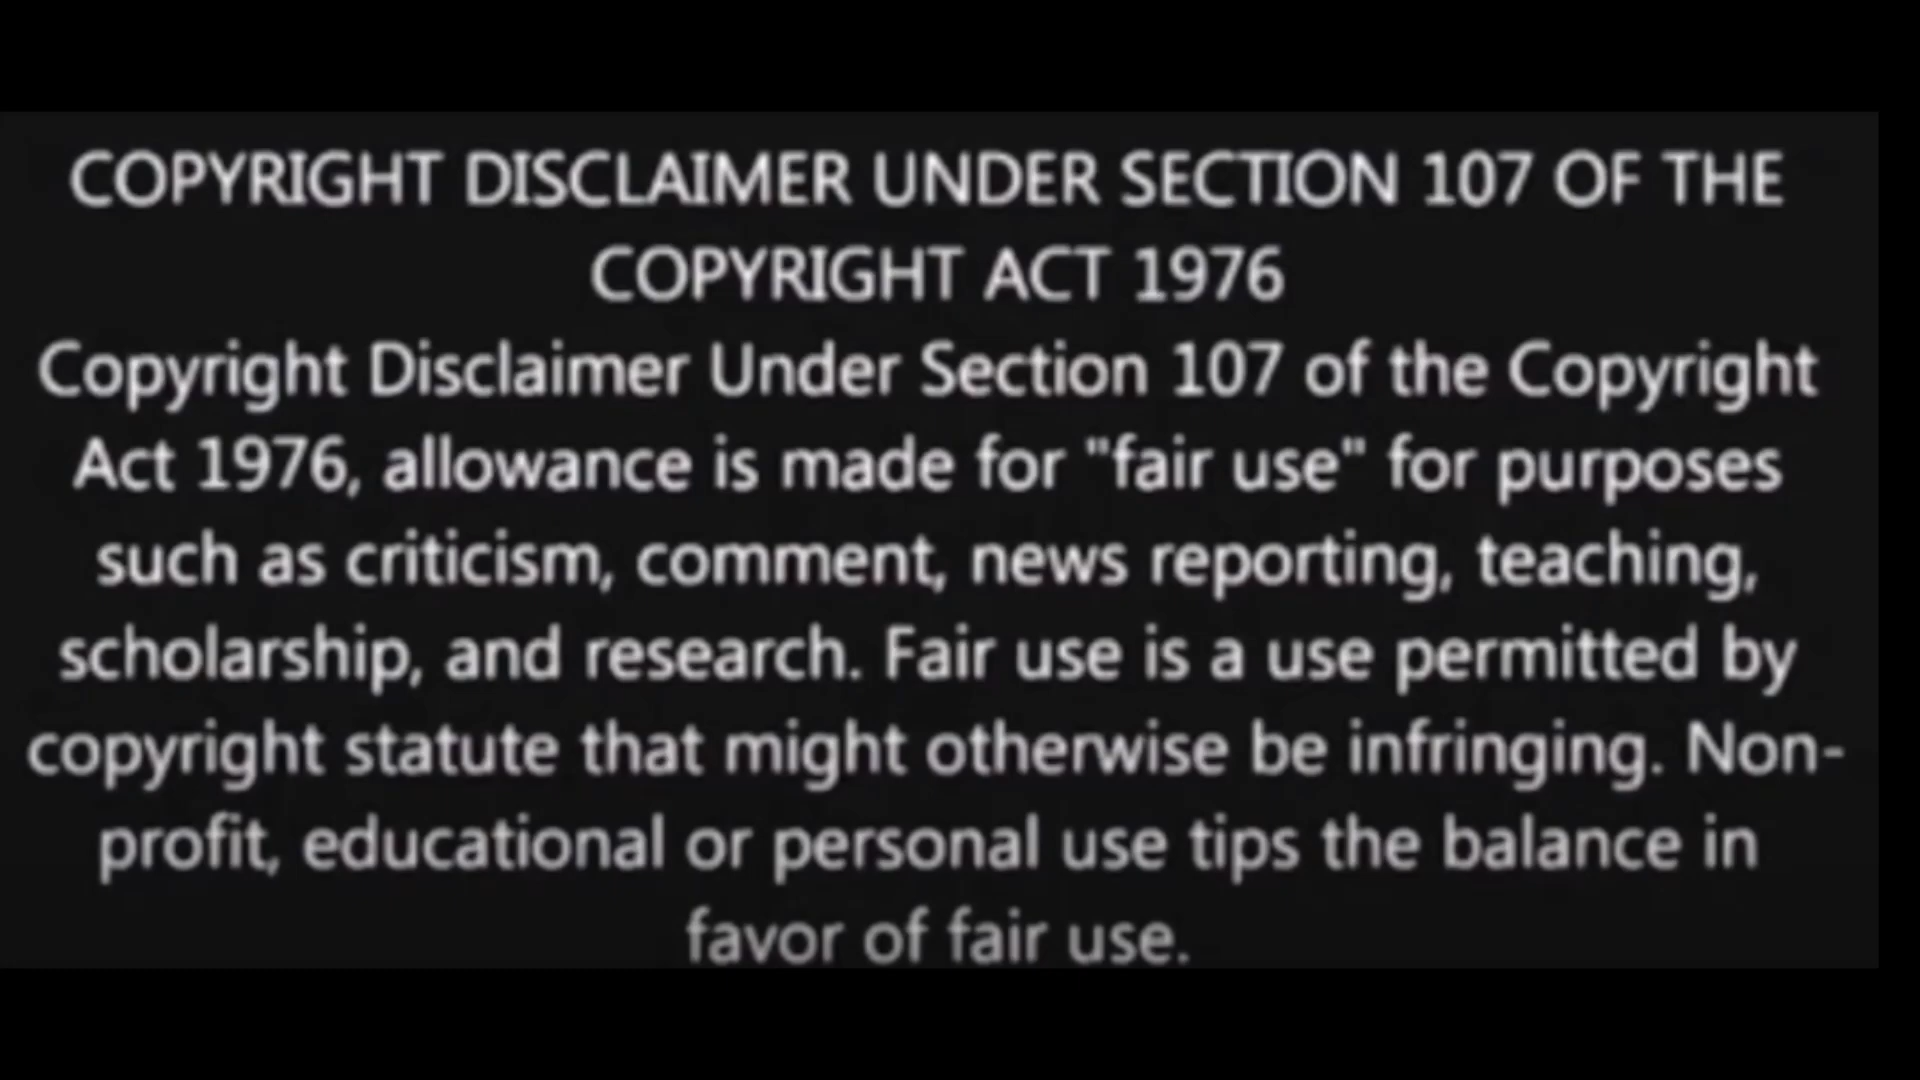 COPYRIGHT DISCLAIMER UNDER SECTION 107 OF THE
COPYRIGHT ACT 1976
Copyright Disclaimer Under Section 107 of the Copyright
Act 1976, allowance is made for "fair use" for purposes
such as criticism, comment, news reporting, teaching,
scholarship, and research. Fair use is a use permitted by
copyright statute that might otherwise be infringing. Non-
profit, educational or personal use tips the balance in
favor of fair use.